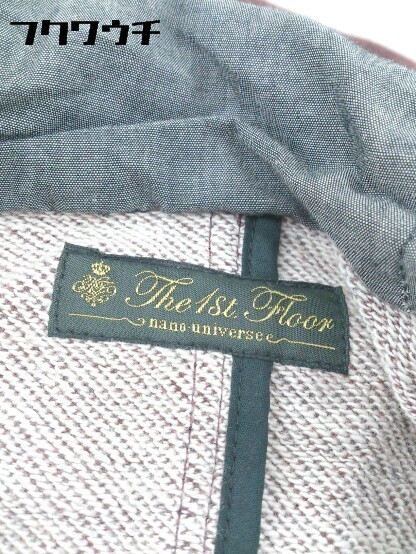 フクワウチ
The 1st. Floor
nano·universe